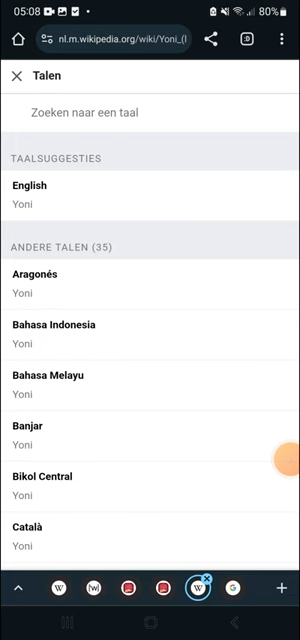 05:08
80%
nl.m.wikipedia.org/wiki/Yoni_(l
:D
Talen
Zoeken naar een taal
TAALSUGGESTIES
English
Yoni
ANDERE TALEN (35)
Aragonés
Yoni
Bahasa Indonesia
Yoni
Bahasa Melayu
Yoni
Banjar
Yoni
Bikol Central
Yoni
Català
Yoni
W
[w]
W
G